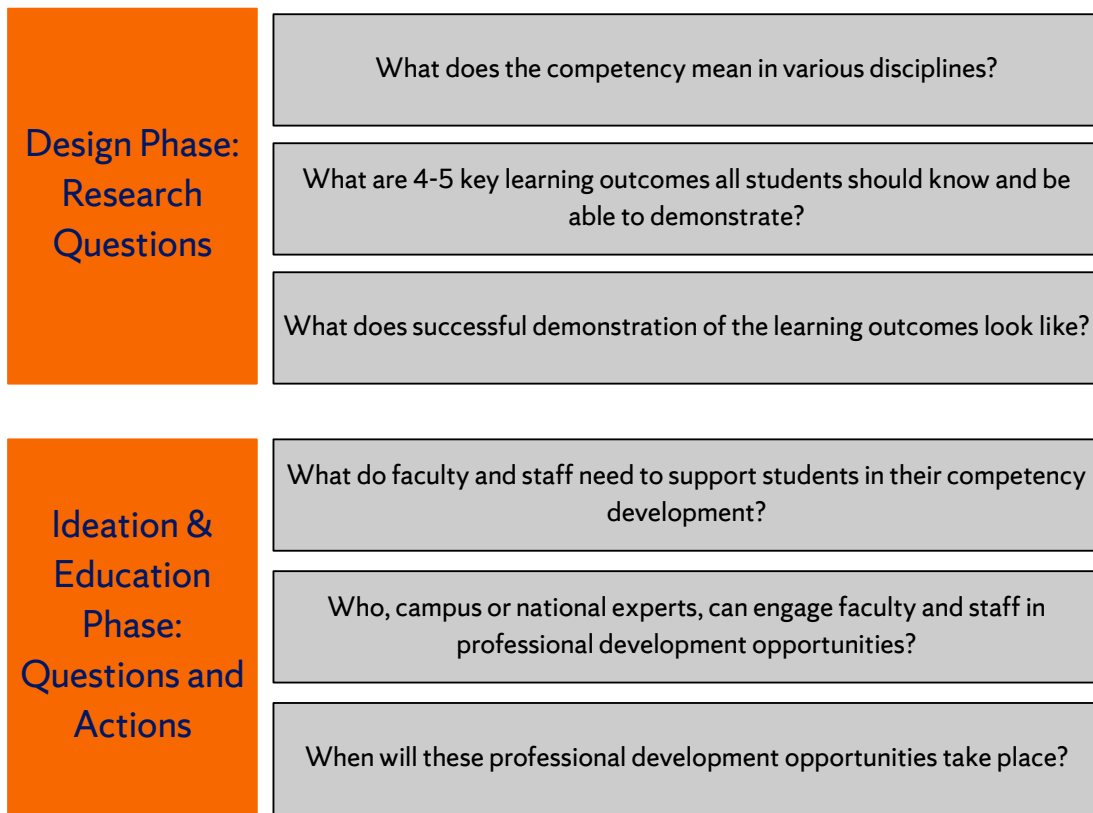 Design Phase:
Research
Questions
What does the competency mean in various disciplines?
What are 4-5 key learning outcomes all students should know and be
able to demonstrate?
What does successful demonstration of the learning outcomes look like?
Ideation &
Education
Phase:
Questions and
Actions
What do faculty and staff need to support students in their competency
development?
Who, campus or national experts, can engage faculty and staff in
professional development opportunities?
When will these professional development opportunities take place?